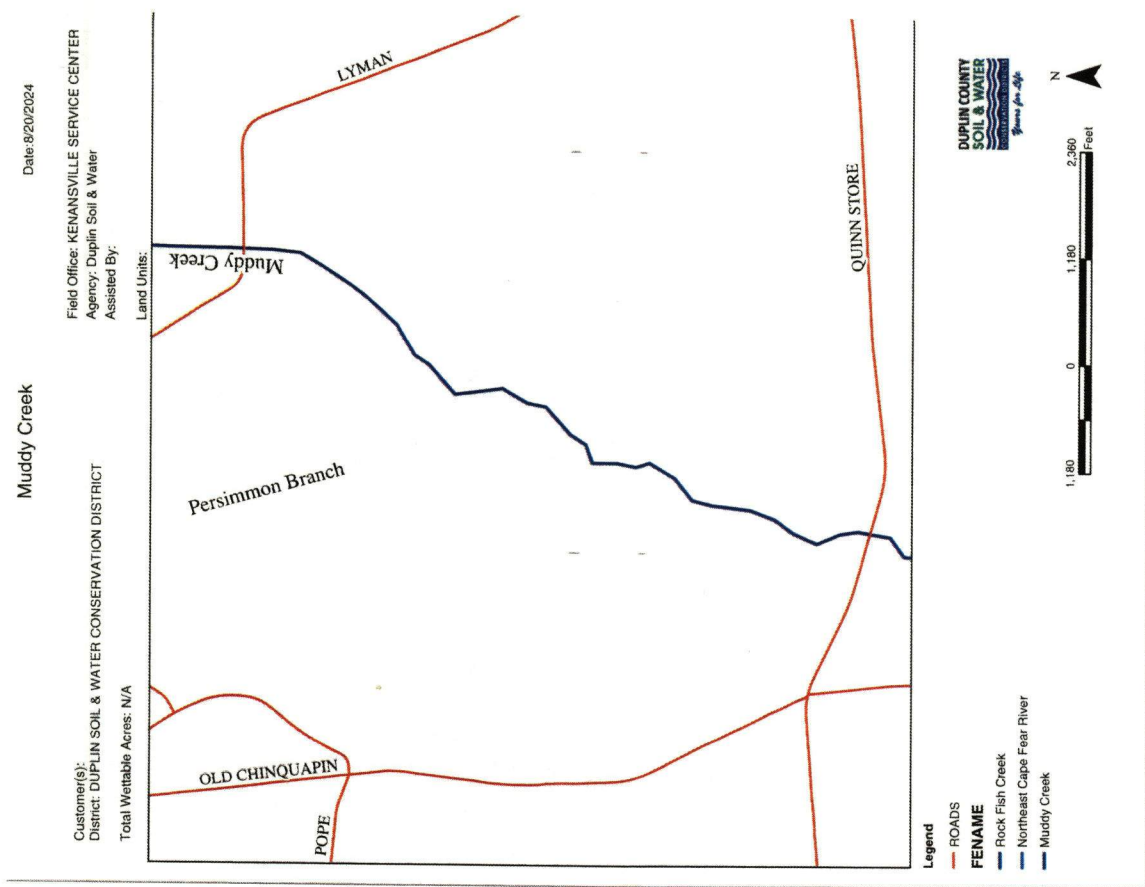 Muddy Creek
Date:8/20/2024
Customer(s):
District: DUPLIN SOIL & WATER CONSERVATION DISTRICT
Total Wettable Acres: N/A
Field Office: KENANSVILLE SERVICE CENTER
Agency: Duplin Soil & Water
Assisted By:
Land Units:
LYMAN
Muddy Creek
Persimmon Branch
QUINN STORE
OLD CHINQUAPIN
POPE
Legend
ROADS
FENAME
Rock Fish Creek
Northeast Cape Fear River
Muddy Creek
1,180 0 1,180 2,360
Feet
DUPLIN COUNTY
SOIL & WATER
CONSERVATION DISTRICT
Yours for Life
N